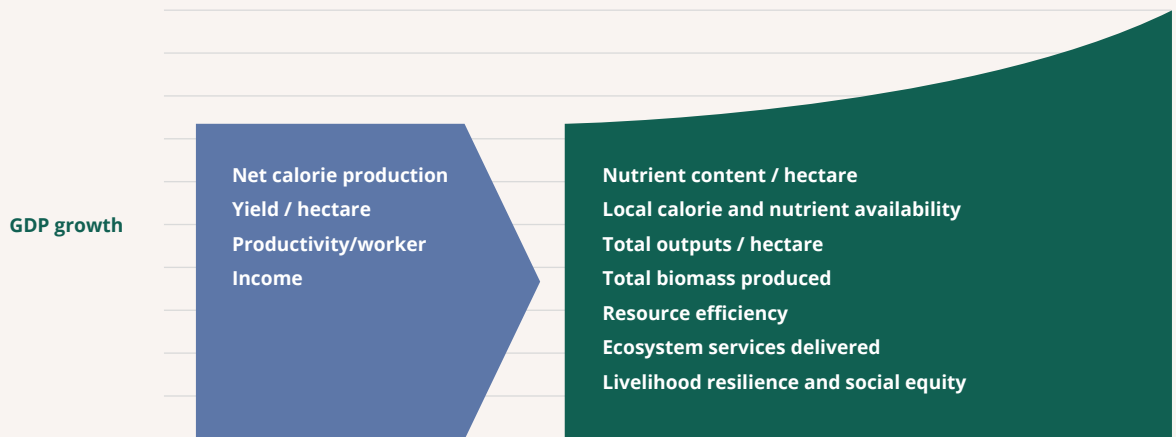 GDP growth
Net calorie production
Yield / hectare
Productivity/worker
Income
Nutrient content / hectare
Local calorie and nutrient availability
Total outputs / hectare
Total biomass produced
Resource efficiency
Ecosystem services delivered
Livelihood resilience and social equity